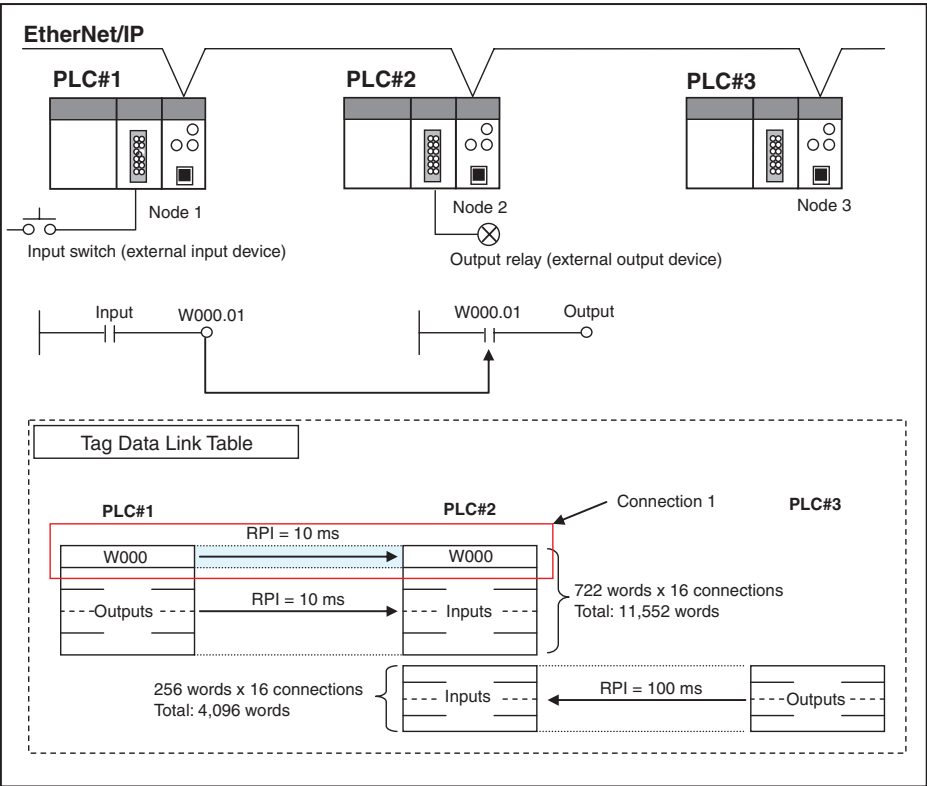 EtherNet/IP
PLC#1
PLC#2
PLC#3
Node 1
Node 2
Node 3
Input switch (external input device)
Output relay (external output device)
Input
W000.01
W000.01
Output
Tag Data Link Table
PLC#1
PLC#2
Connection 1
PLC#3
RPI = 10 ms
W000
W000
Outputs
RPI = 10 ms
Inputs
722 words x 16 connections
Total: 11,552 words
256 words x 16 connections
Total: 4,096 words
Inputs
RPI = 100 ms
Outputs